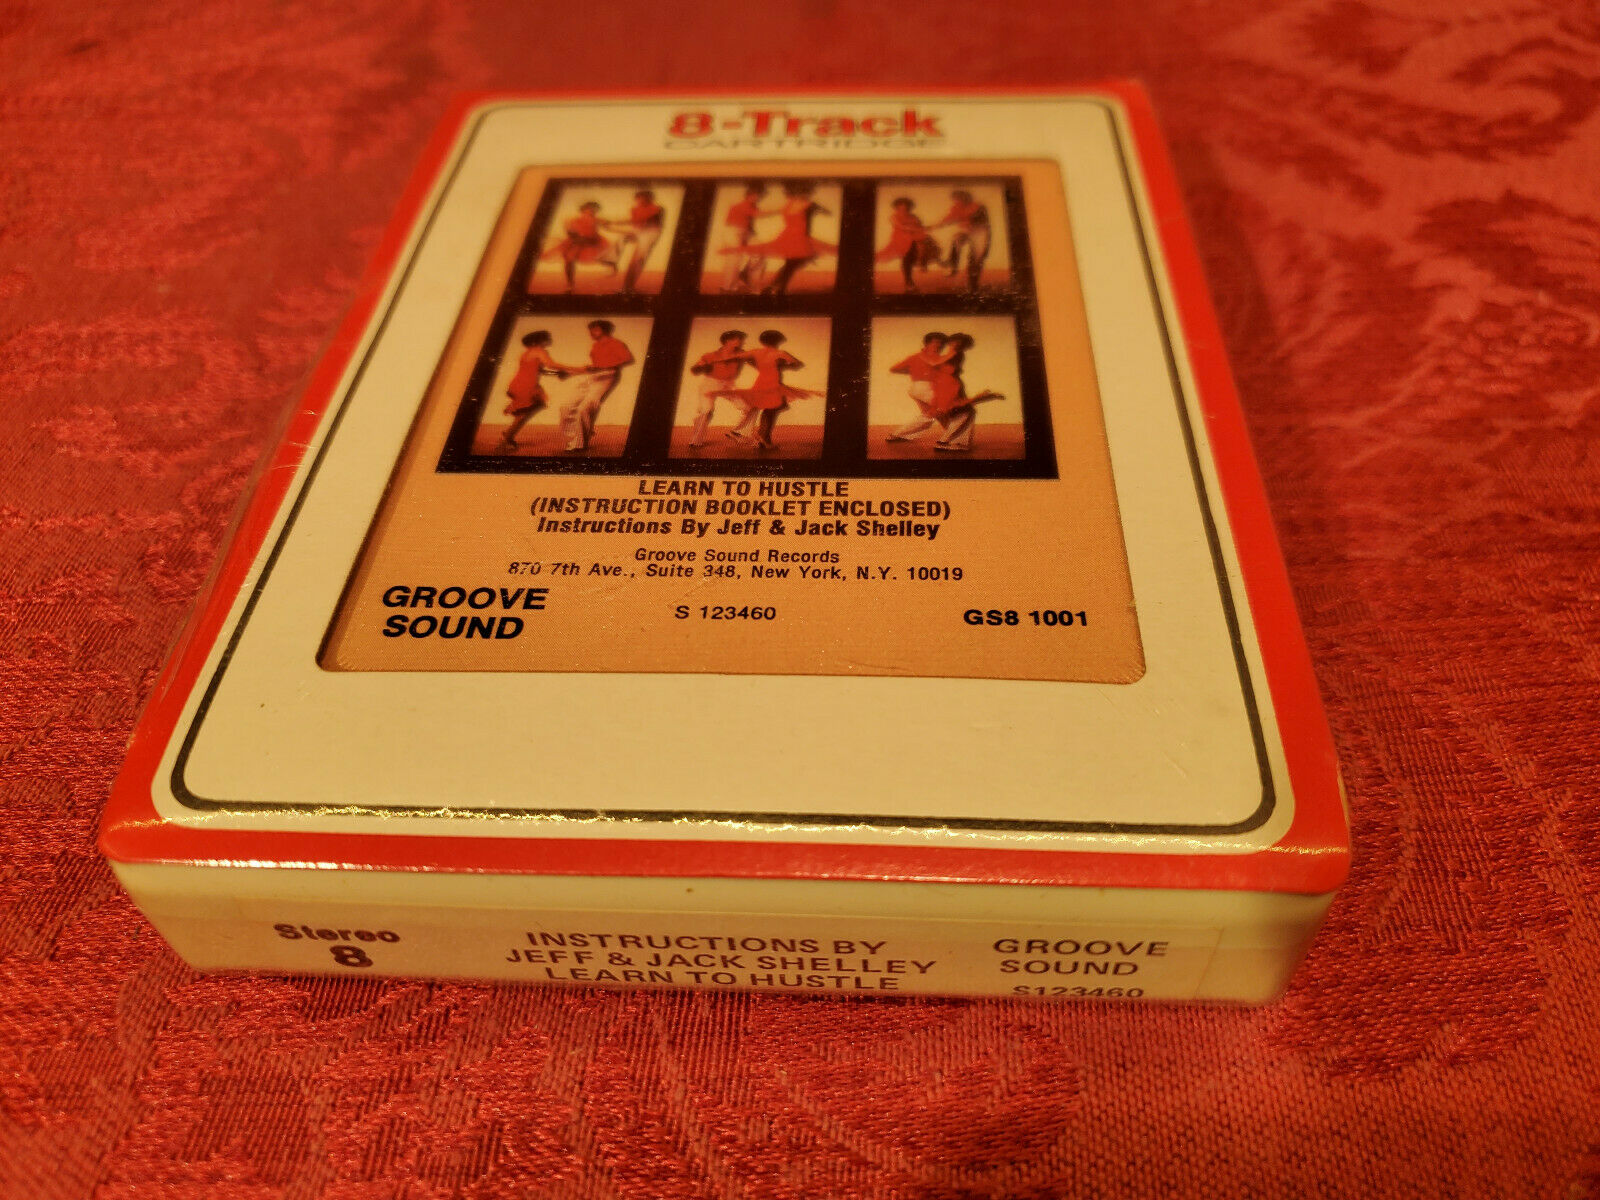 8-Track
CARTRIDGE
LEARN TO HUSTLE
(INSTRUCTION BOOKLET ENCLOSED)
Instructions By Jeff & Jack Shelley
Groove Sound Records
870 7th Ave., Suite 348, New York, N.Y. 10019
GROOVE
SOUND
S 123460
GS8 1001
Stereo
8
INSTRUCTIONS BY
JEFF & JACK SHELLEY
LEARN TO HUSTLE
GROOVE
SOUND
S123460